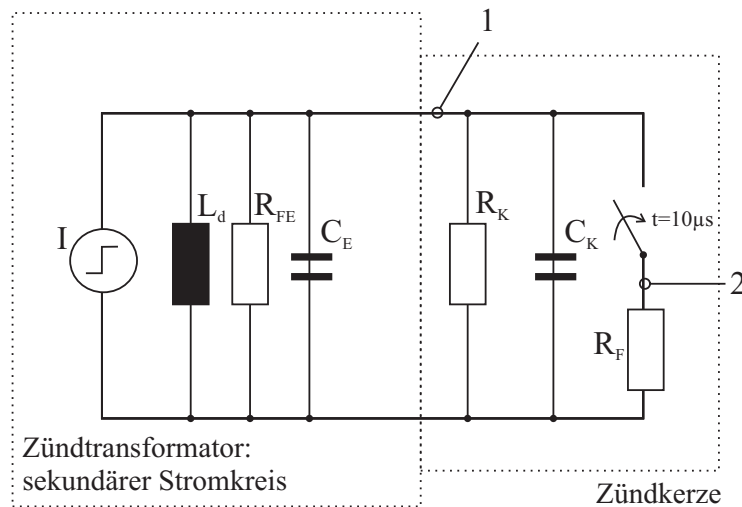 1
I
L_d
R_FE
C_E
R_K
C_K
t=10µs
2
R_F
Zündtransformator:
sekundärer Stromkreis
Zündkerze